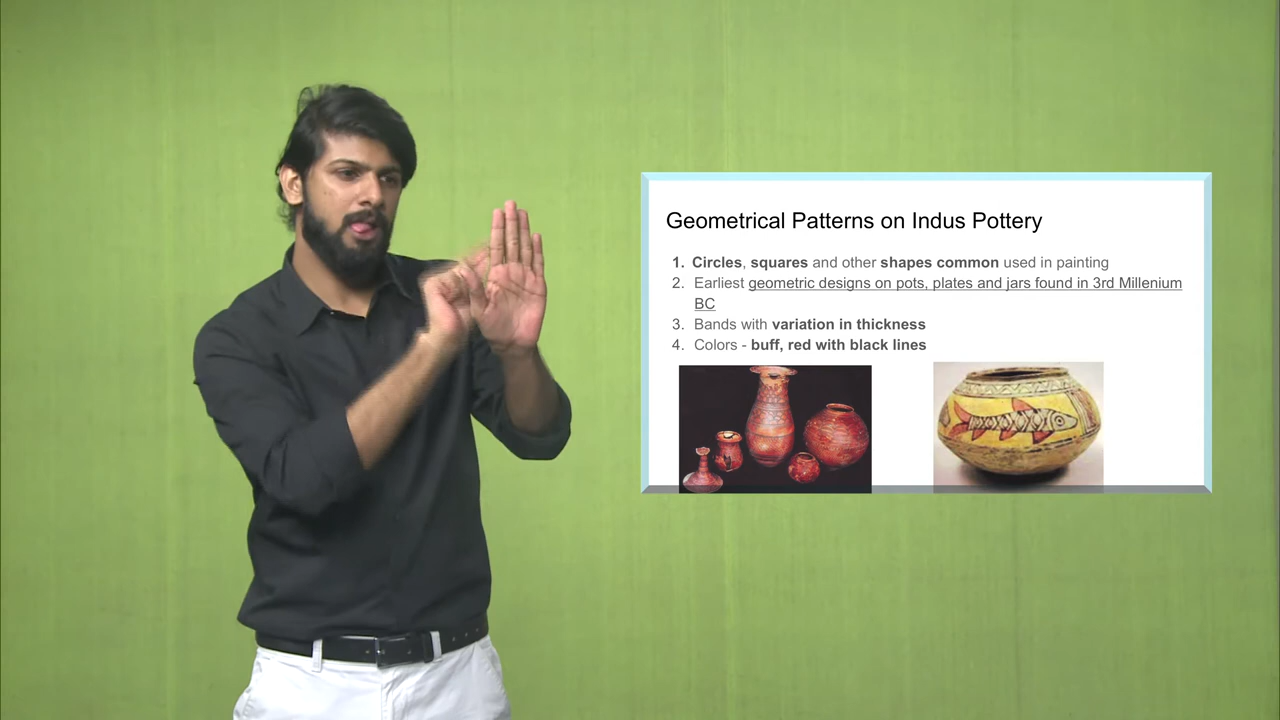 Geometrical Patterns on Indus Pottery
1. Circles, squares and other shapes common used in painting
2. Earliest geometric designs on pots, plates and jars found in 3rd Millenium
BC
3. Bands with variation in thickness
4. Colors - buff, red with black lines